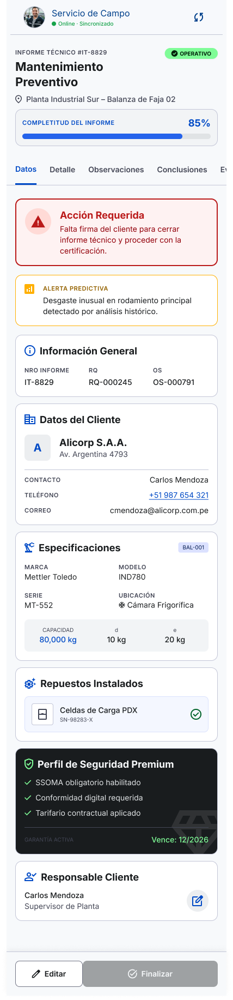 Servicio de Campo
Online · Sincronizado
INFORME TÉCNICO #IT-8829
OPERATIVO
Mantenimiento
Preventivo
Planta Industrial Sur – Balanza de Faja 02
COMPLETITUD DEL INFORME
85%
Datos
Detalle
Observaciones
Conclusiones
Acción Requerida
Falta firma del cliente para cerrar
informe técnico y proceder con la
certificación.
ALERTA PREDICTIVA
Desgaste inusual en rodamiento principal
detectado por análisis histórico.
Información General
NRO INFORME
RQ
OS
IT-8829
RQ-000245
OS-000791
Datos del Cliente
A
Alicorp S.A.A.
Av. Argentina 4793
CONTACTO
Carlos Mendoza
TELÉFONO
+51 987 654 321
CORREO
cmendoza@alicorp.com.pe
Especificaciones
BAL-001
MARCA
MODELO
Mettler Toledo
IND780
SERIE
UBICACIÓN
MT-552
Cámara Frigorífica
CAPACIDAD
d
e
80,000 kg
10 kg
20 kg
Repuestos Instalados
Celdas de Carga PDX
SN-98283-X
Perfil de Seguridad Premium
SSOMA obligatorio habilitado
Conformidad digital requerida
Tarifario contractual aplicado
GARANTÍA ACTIVA
Vence: 12/2026
Responsable Cliente
Carlos Mendoza
Supervisor de Planta
Editar
Finalizar